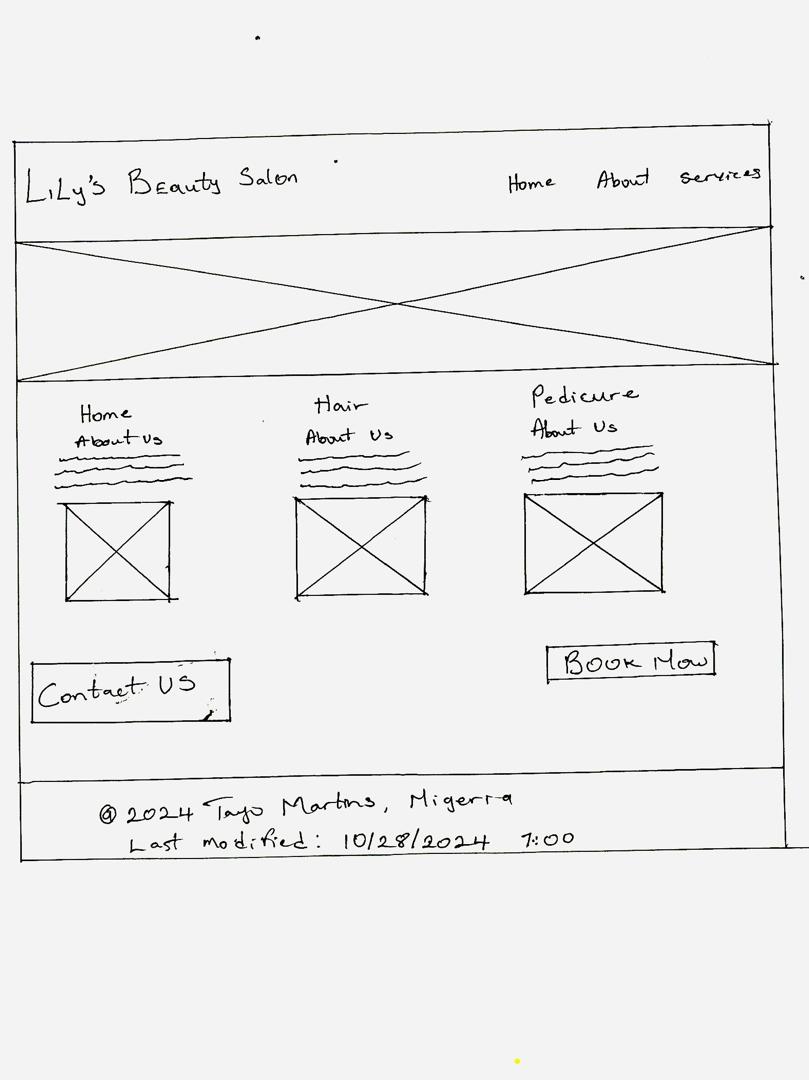 LiLy's Beauty Salon
Home About Services
Home
About Us
Hair
About Us
Pedicure
About Us
Contact US
Book Now
© 2024 Tayo Martins, Nigeria
Last modified: 10/28/2024 7:00